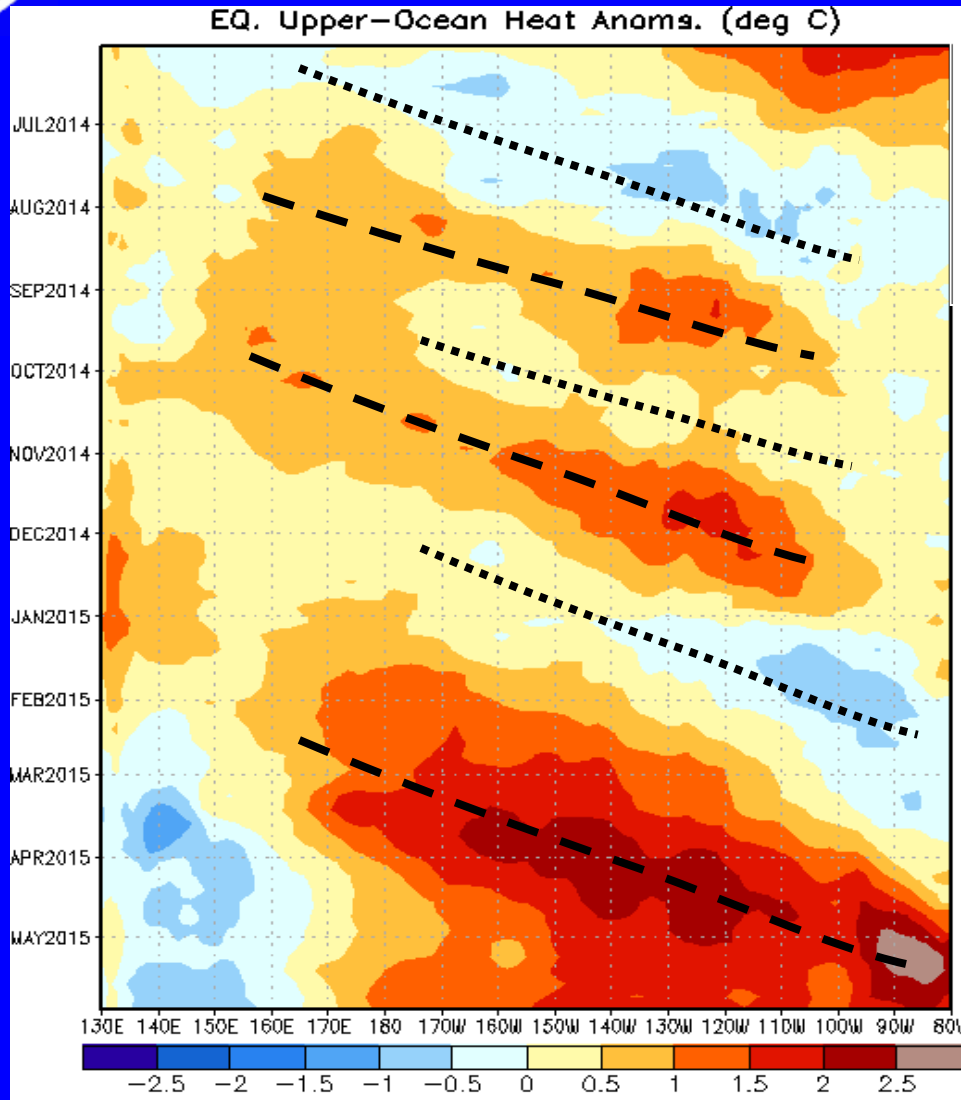 EQ. Upper-Ocean Heat Anoms. (deg C)
JUL2014
AUG2014
SEP2014
OCT2014
NOV2014
DEC2014
JAN2015
FEB2015
MAR2015
APR2015
MAY2015
130E 140E 150E 160E 170E 180 170W 160W 150W 140W 130W 120W 110W 100W 90W 80W
-2.5 -2 -1.5 -1 -0.5 0 0.5 1 1.5 2 2.5